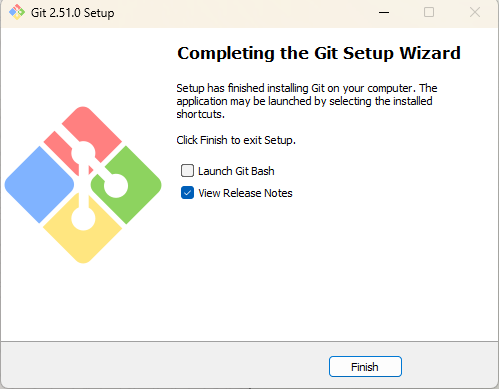 Git 2.51.0 Setup
Completing the Git Setup Wizard
Setup has finished installing Git on your computer. The
application may be launched by selecting the installed
shortcuts.
Click Finish to exit Setup.
Launch Git Bash
View Release Notes
Finish